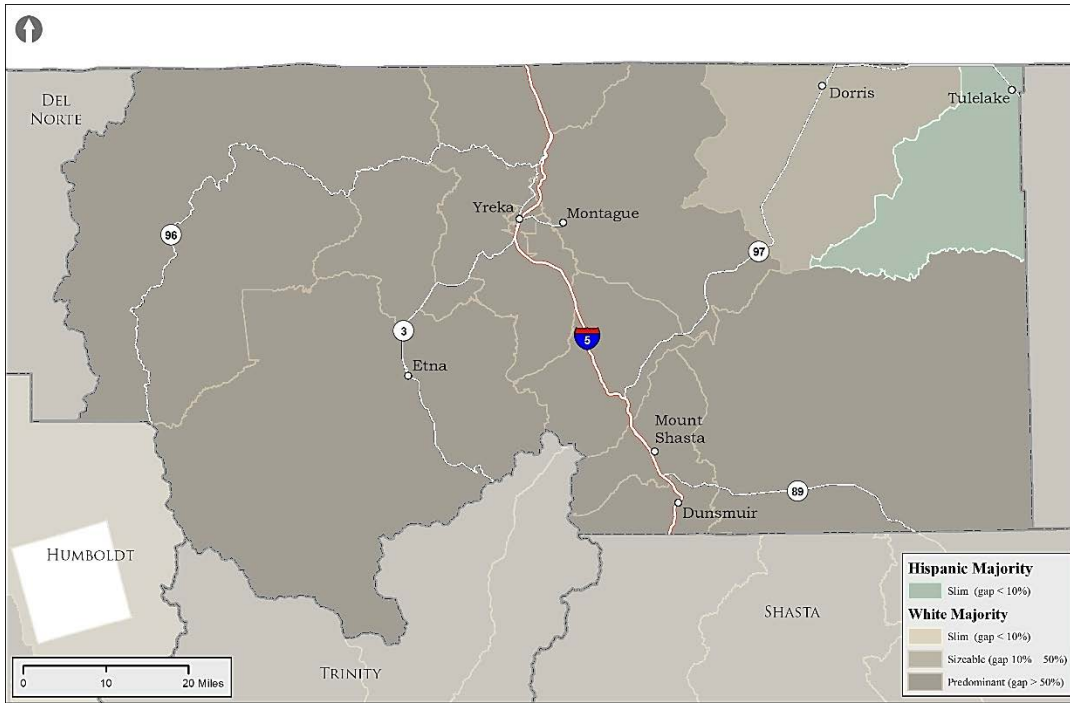 DEL
NORTE
Dorris
Tulelake
Yreka
Montague
96
97
3
5
Etna
Mount
Shasta
89
Dunsmuir
HUMBOLDT
SHASTA
TRINITY
0 10 20 Miles
Hispanic Majority
Slim (gap < 10%)
White Majority
Slim (gap < 10%)
Sizeable (gap 10% 50%)
Predominant (gap > 50%)